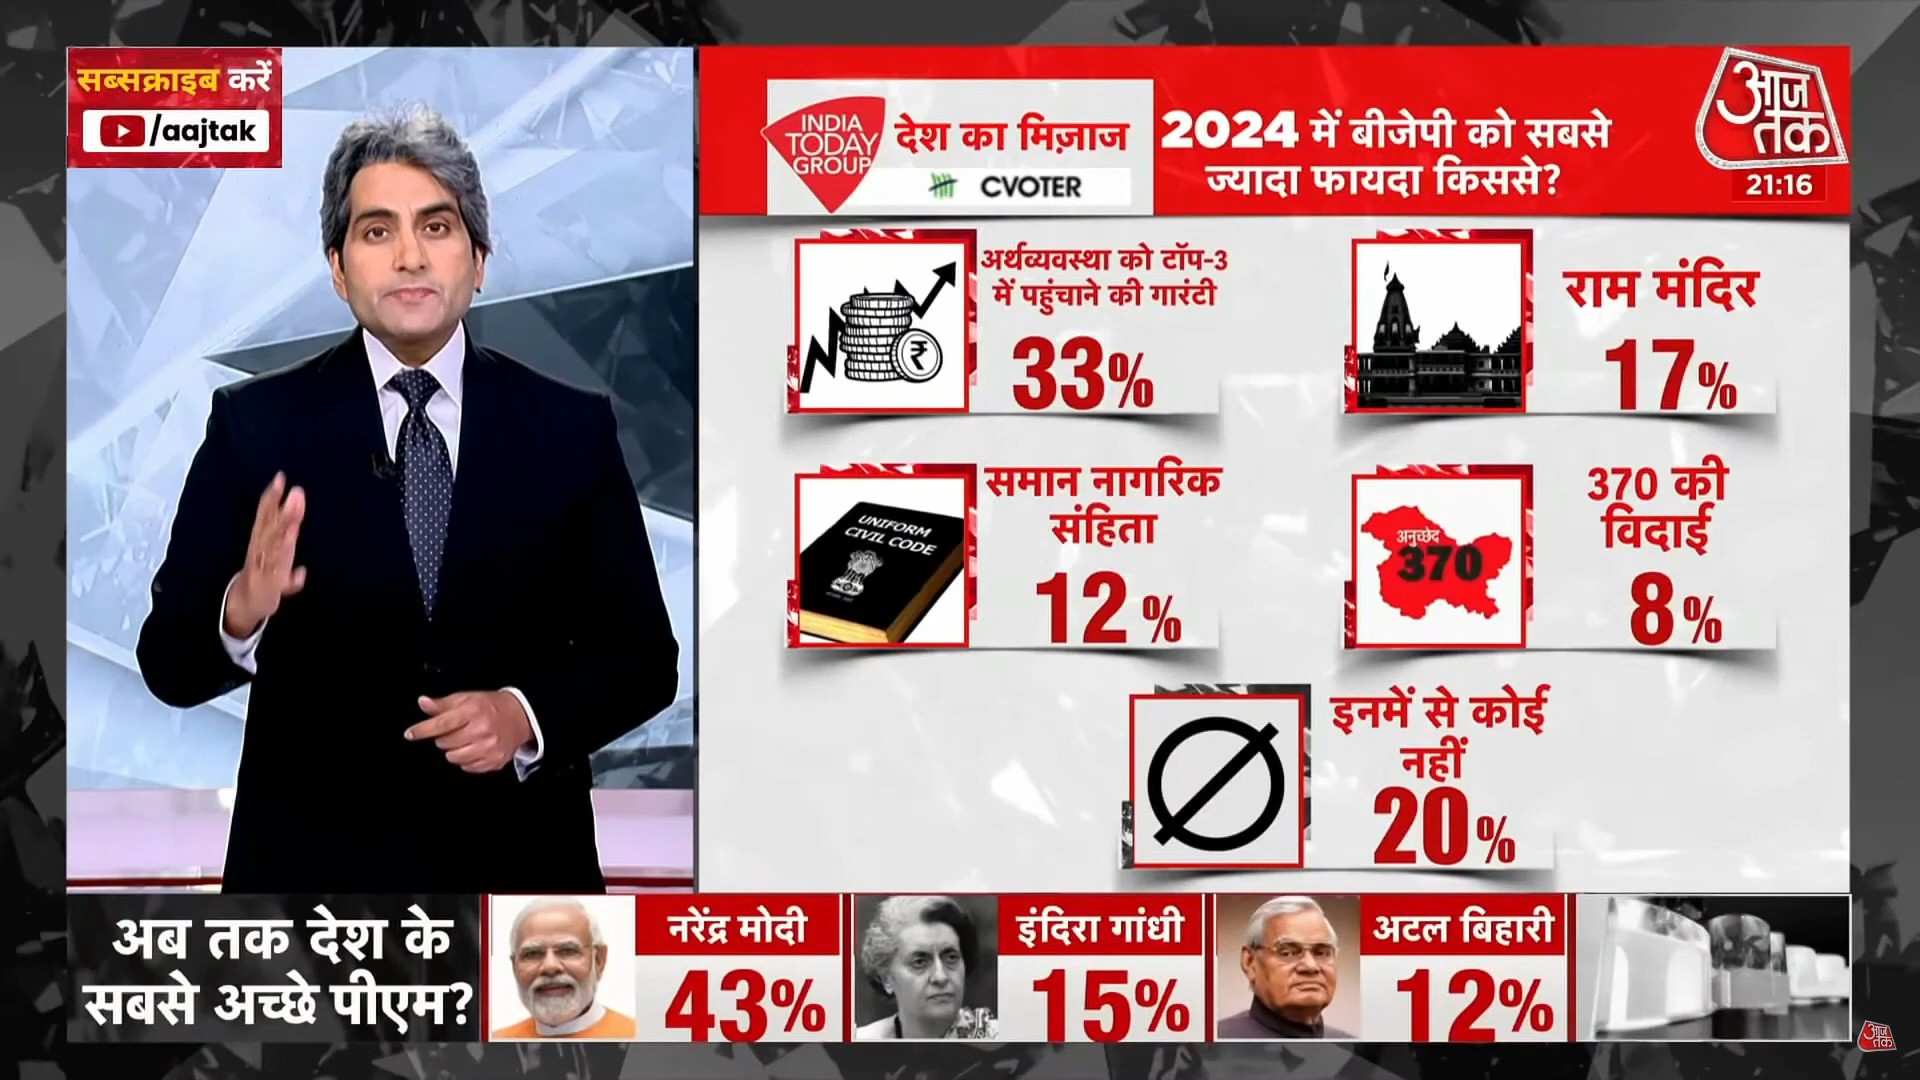 सब्सक्राइब करें
/aajtak
INDIA
TODAY
GROUP
देश का मिज़ाज
CVOTER
2024 में बीजेपी को सबसे
ज्यादा फायदा किससे?
आज
तक
21:16
अर्थव्यवस्था को टॉप-3
में पहुंचाने की गारंटी
33%
राम मंदिर
17%
UNIFORM
CIVIL CODE
समान नागरिक
संहिता
12%
अनुच्छेद
370
370 की
विदाई
8%
इनमें से कोई
नहीं
20%
अब तक देश के
सबसे अच्छे पीएम?
नरेंद्र मोदी
43%
इंदिरा गांधी
15%
अटल बिहारी
12%
आज
तक